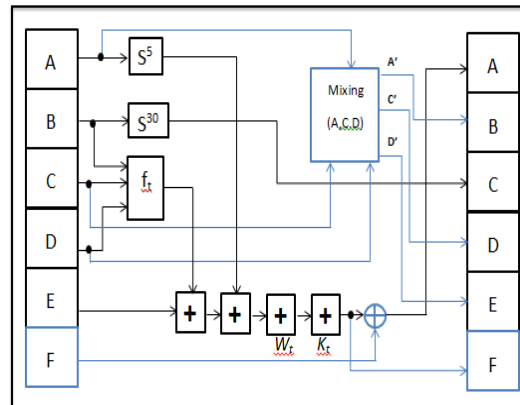 A
B
C
D
E
F
S⁵
S³⁰
fₜ
Mixing
(A,C,D)
A'
C'
D'
+
+
+
+
Wₜ
Kₜ
A
B
C
D
E
F